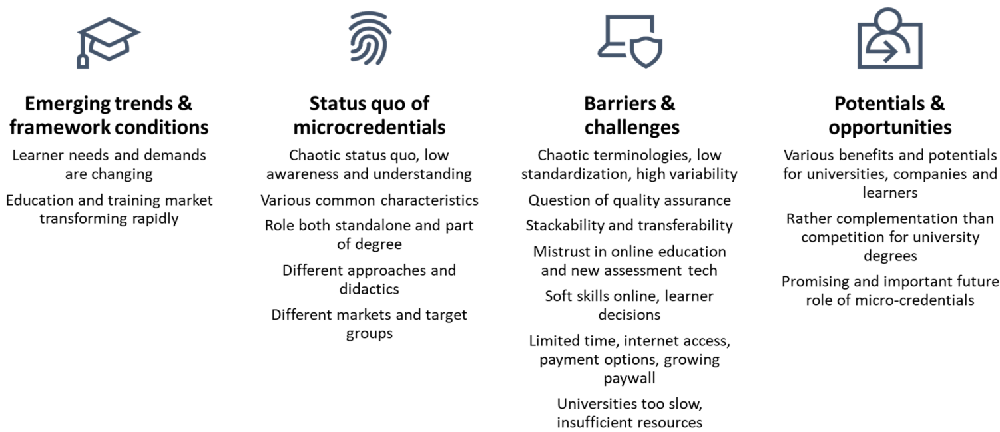 Emerging trends &
framework conditions
Learner needs and demands
are changing
Education and training market
transforming rapidly
Status quo of
microcredentials
Chaotic status quo, low
awareness and understanding
Various common characteristics
Role both standalone and part
of degree
Different approaches and
didactics
Different markets and target
groups
Barriers &
challenges
Chaotic terminologies, low
standardization, high variability
Question of quality assurance
Stackability and transferability
Mistrust in online education
and new assessment tech
Soft skills online, learner
decisions
Limited time, internet access,
payment options, growing
paywall
Universities too slow,
insufficient resources
Potentials &
opportunities
Various benefits and potentials
for universities, companies and
learners
Rather complementation than
competition for university
degrees
Promising and important future
role of micro-credentials